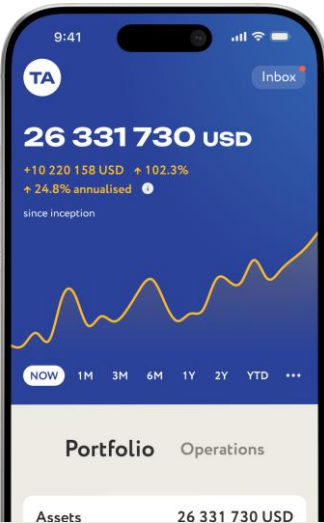 9:41
TA
Inbox
26 331 730 USD
+10 220 158 USD ↑ 102.3%
↑ 24.8% annualised i
since inception
NOW 1M 3M 6M 1Y 2Y YTD •••
Portfolio Operations
Assets 26 331 730 USD